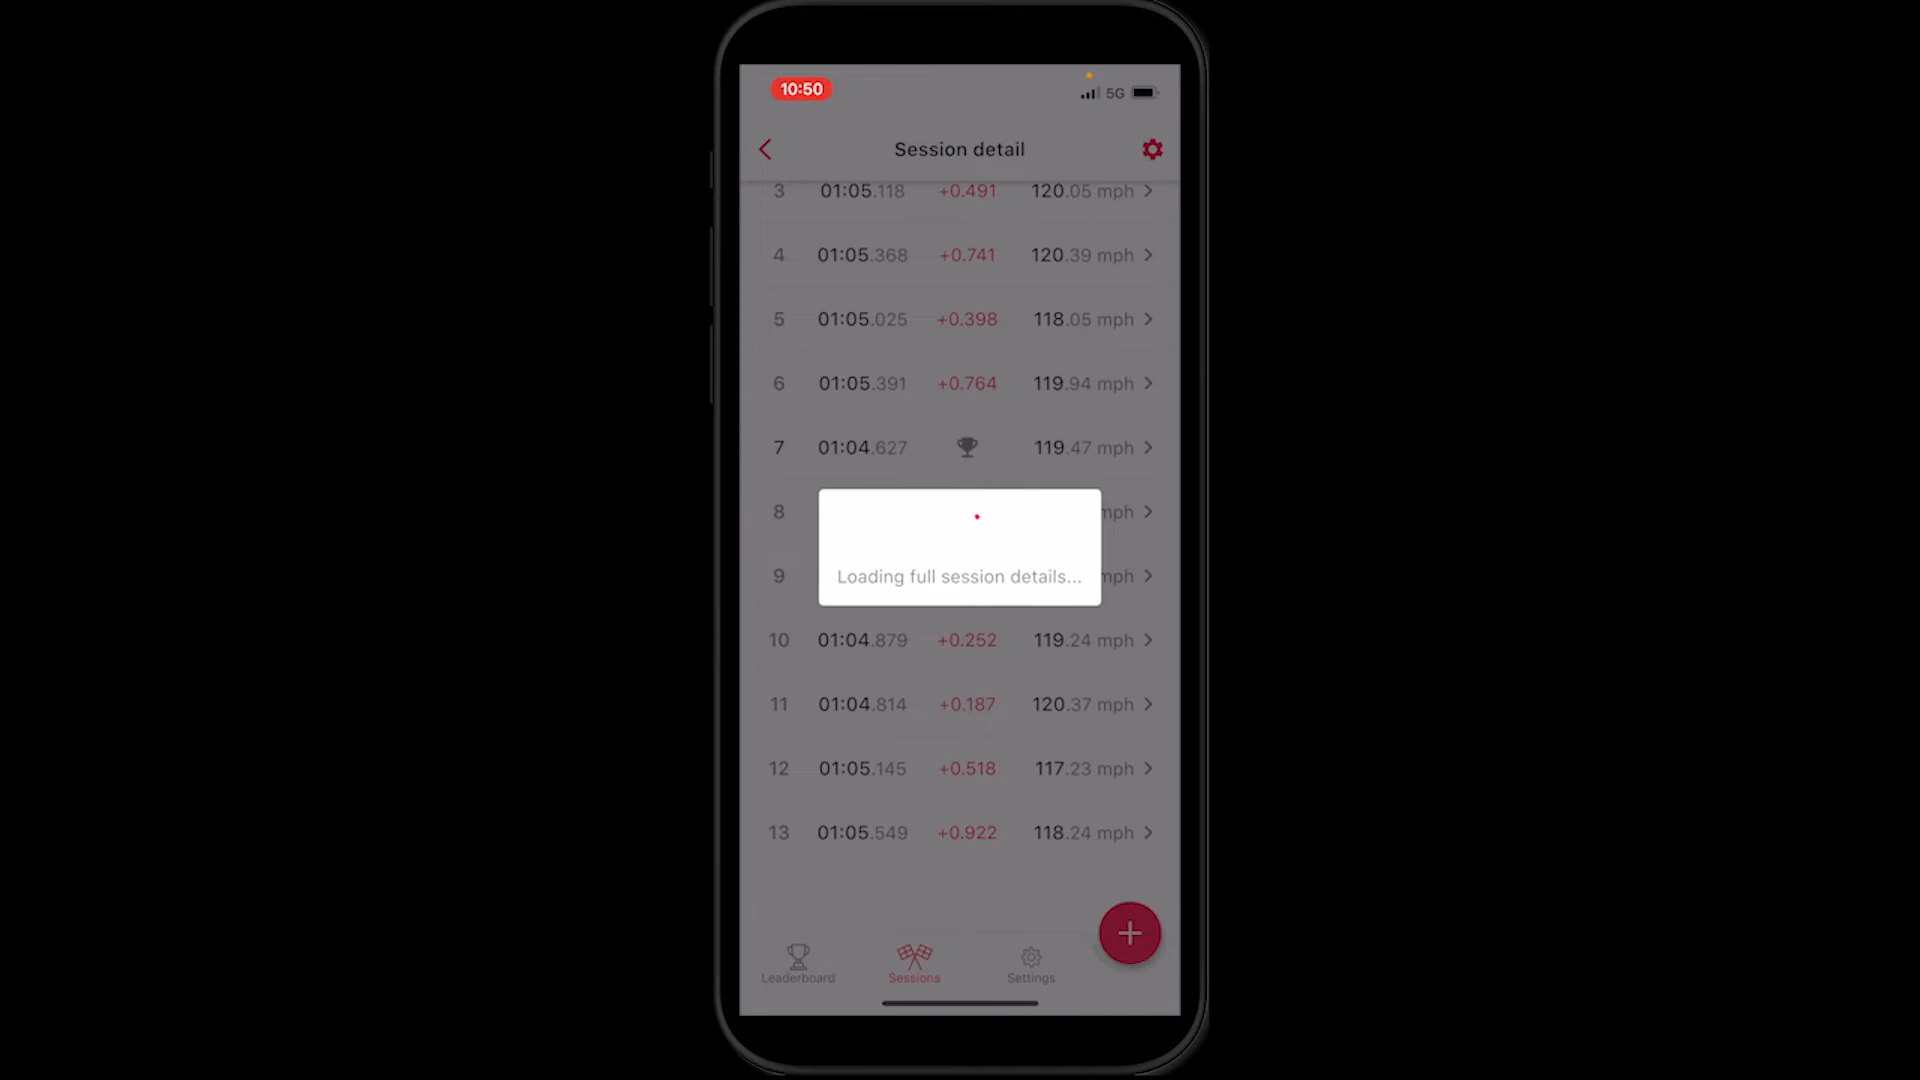 10:50 5G
Session detail
3 01:05.118 +0.491 120.05 mph
4 01:05.368 +0.741 120.39 mph
5 01:05.025 +0.398 118.05 mph
6 01:05.391 +0.764 119.94 mph
7 01:04.627 119.47 mph
8 mph
9 mph
Loading full session details...
10 01:04.879 +0.252 119.24 mph
11 01:04.814 +0.187 120.37 mph
12 01:05.145 +0.518 117.23 mph
13 01:05.549 +0.922 118.24 mph
Leaderboard Sessions Settings